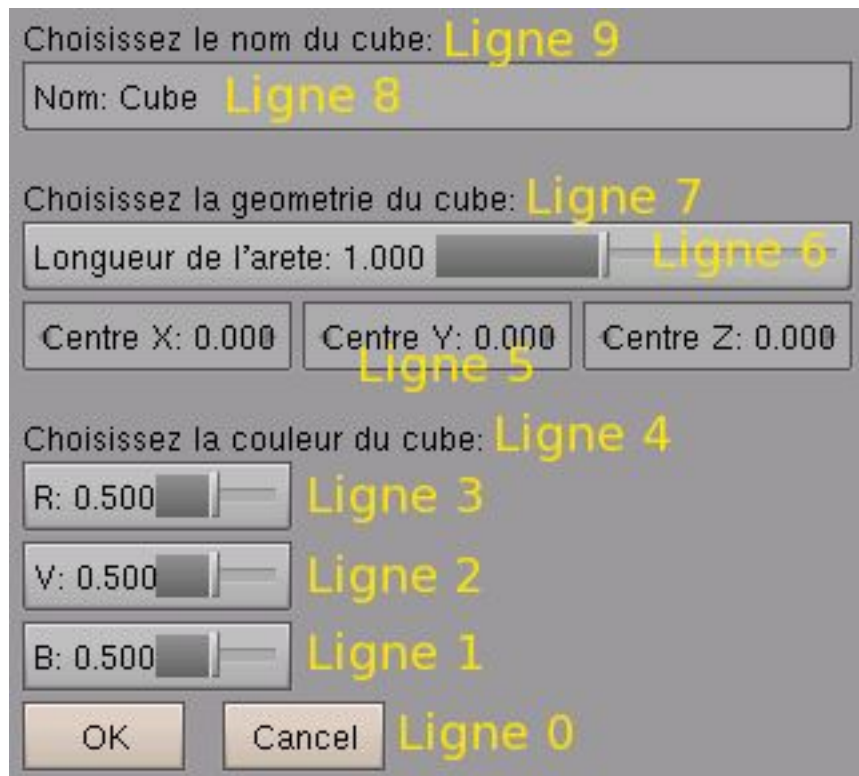 Choisissez le nom du cube: Ligne 9
Nom: Cube Ligne 8
Choisissez la geometrie du cube: Ligne 7
Longueur de l'arete: 1.000 Ligne 6
Centre X: 0.000 Centre Y: 0.000 Centre Z: 0.000
Ligne 5
Choisissez la couleur du cube: Ligne 4
R: 0.500 Ligne 3
V: 0.500 Ligne 2
B: 0.500 Ligne 1
OK Cancel Ligne 0